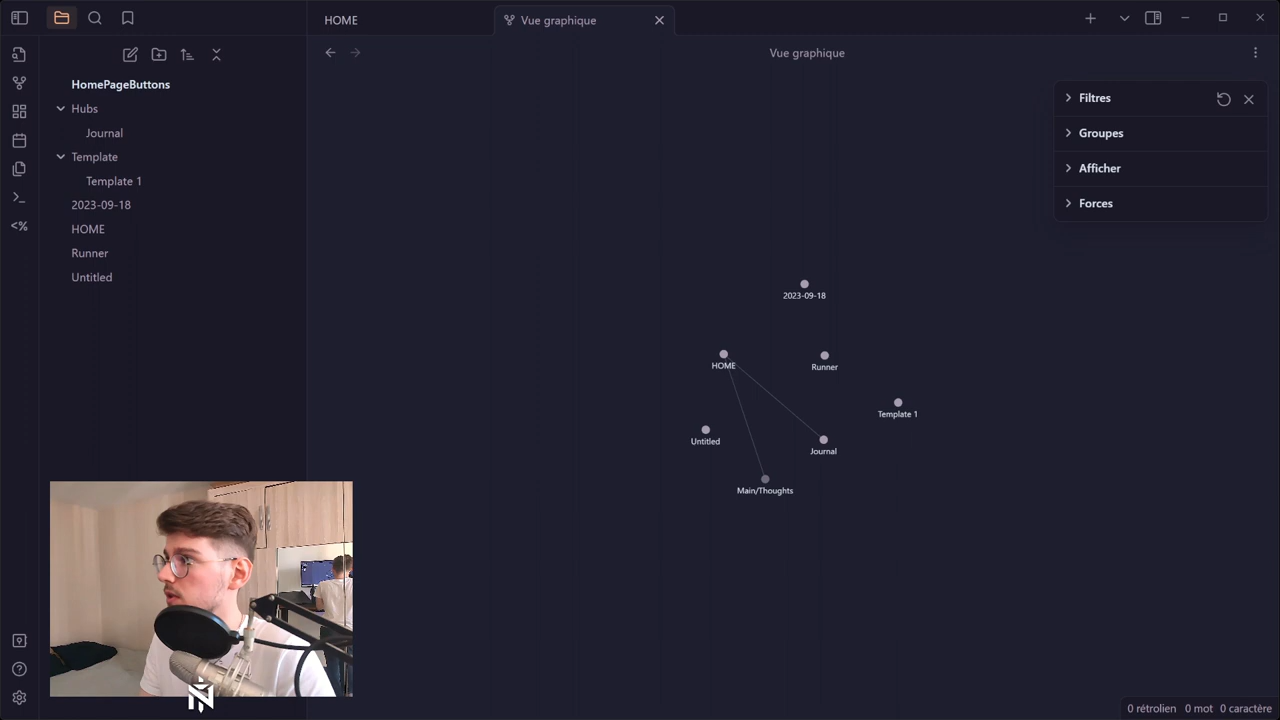 HOME
Vue graphique
Vue graphique
HomePageButtons
Hubs
Journal
Template
Template 1
2023-09-18
HOME
Runner
Untitled
Filtres
Groupes
Afficher
Forces
2023-09-18
HOME
Runner
Template 1
Untitled
Journal
Main/Thoughts
0 rétrolien 0 mot 0 caractère